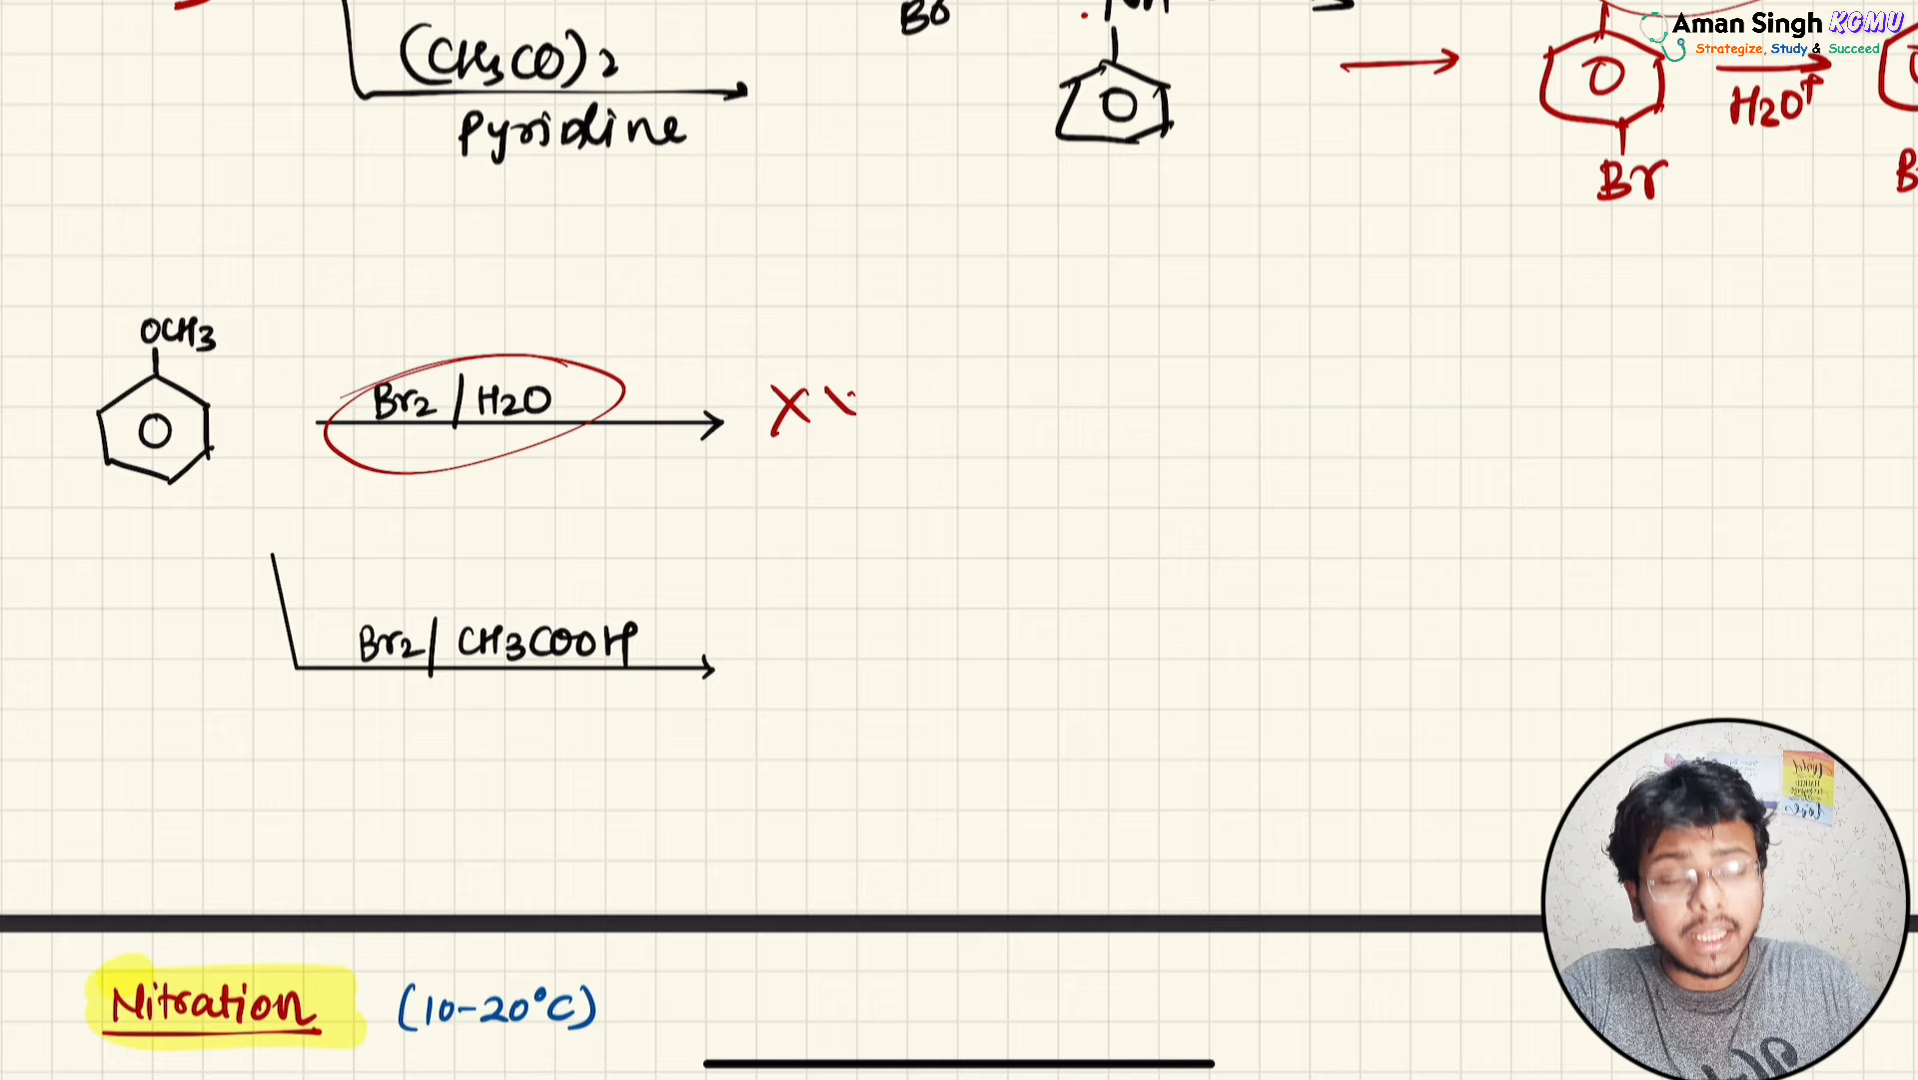 Br
(CH3CO)2
Pyridine
Aman Singh KGMU
Strategize, Study & Succeed
H2O+
Br
B
OCH3
Br2 / H2O
X
Br2 / CH3COOH
Nitration (10-20°C)